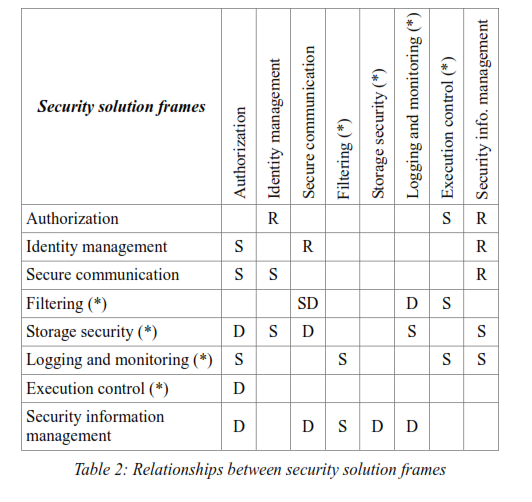 Security solution frames
Authorization
Identity management
Secure communication
Filtering (*)
Storage security (*)
Logging and monitoring (*)
Execution control (*)
Security info. management
Authorization R S R
Identity management S R R
Secure communication S S R
Filtering (*) SD D S
Storage security (*) D S D S S
Logging and monitoring (*) S S S S
Execution control (*) D
Security information
management D D S D D
Table 2: Relationships between security solution frames